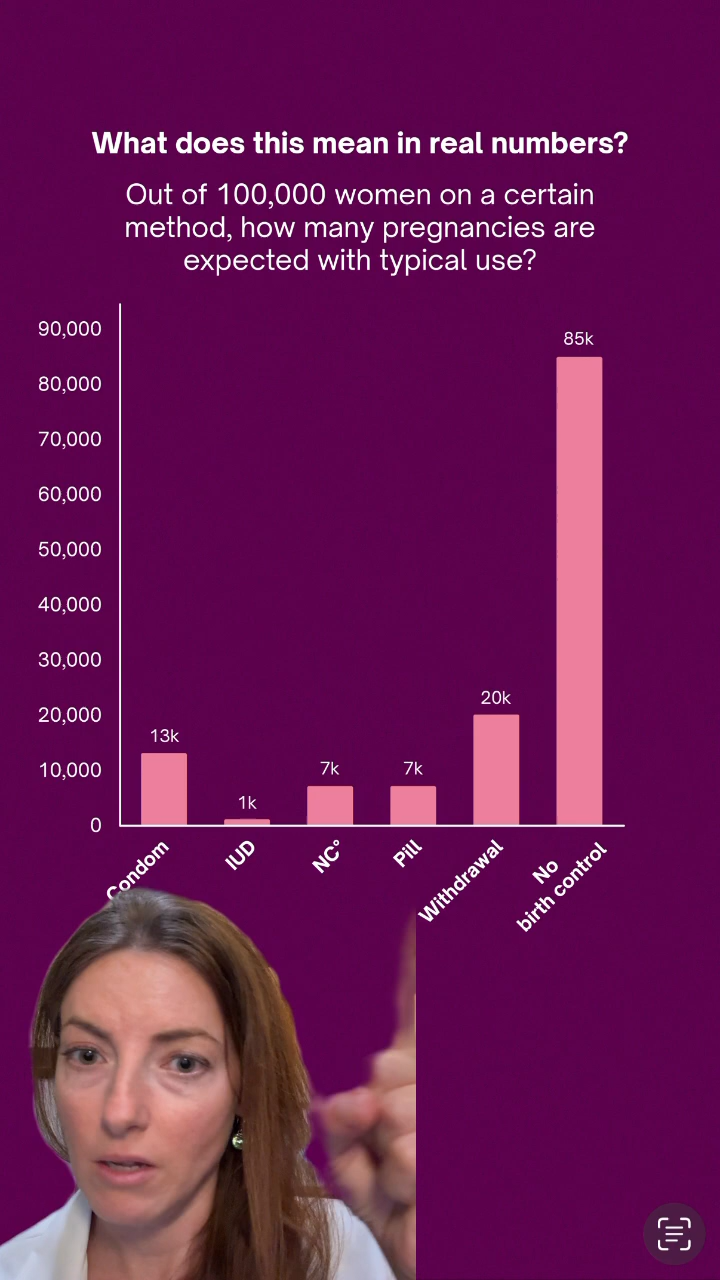 What does this mean in real numbers?
Out of 100,000 women on a certain
method, how many pregnancies are
expected with typical use?
90,000
80,000
70,000
60,000
50,000
40,000
30,000
20,000
10,000
0
13k
1k
7k
7k
20k
85k
Condom
IUD
NC°
Pill
Withdrawal
No
birth control